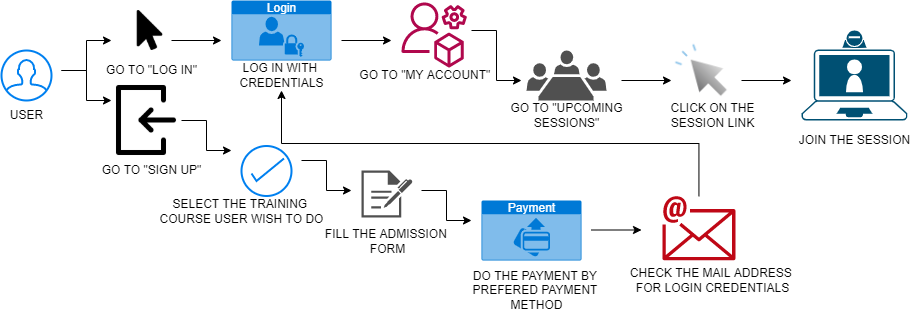 Login
GO TO "LOG IN"
LOG IN WITH
CREDENTIALS
GO TO "MY ACCOUNT"
USER
GO TO "UPCOMING
SESSIONS"
CLICK ON THE
SESSION LINK
JOIN THE SESSION
GO TO "SIGN UP"
SELECT THE TRAINING
COURSE USER WISH TO DO
FILL THE ADMISSION
FORM
Payment
DO THE PAYMENT BY
PREFERED PAYMENT
METHOD
@
CHECK THE MAIL ADDRESS
FOR LOGIN CREDENTIALS